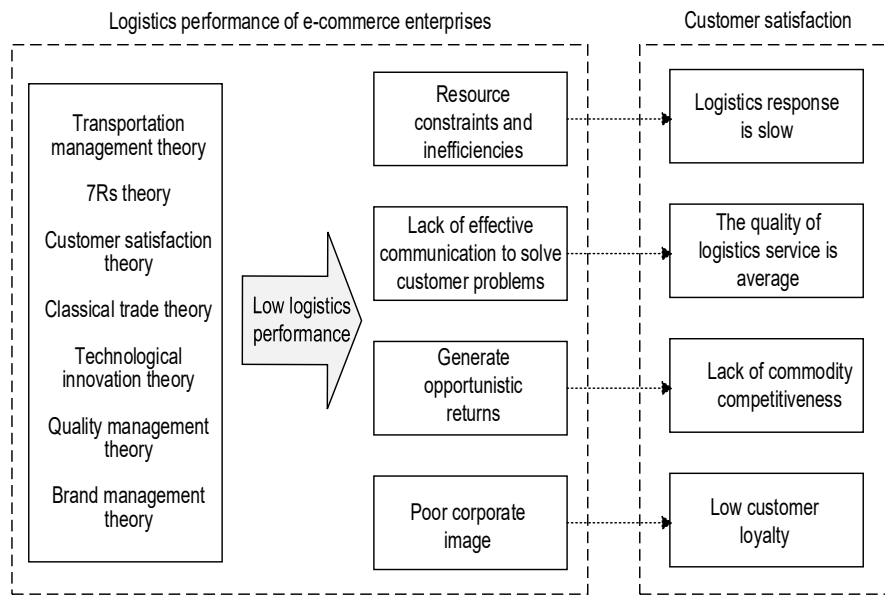 Logistics performance of e-commerce enterprises
Customer satisfaction
Transportation
management theory
7Rs theory
Customer satisfaction
theory
Classical trade theory
Technological
innovation theory
Quality management
theory
Brand management
theory
Low logistics
performance
Resource
constraints and
inefficiencies
Logistics response
is slow
Lack of effective
communication to solve
customer problems
The quality of
logistics service is
average
Generate
opportunistic
returns
Lack of commodity
competitiveness
Poor corporate
image
Low customer
loyalty